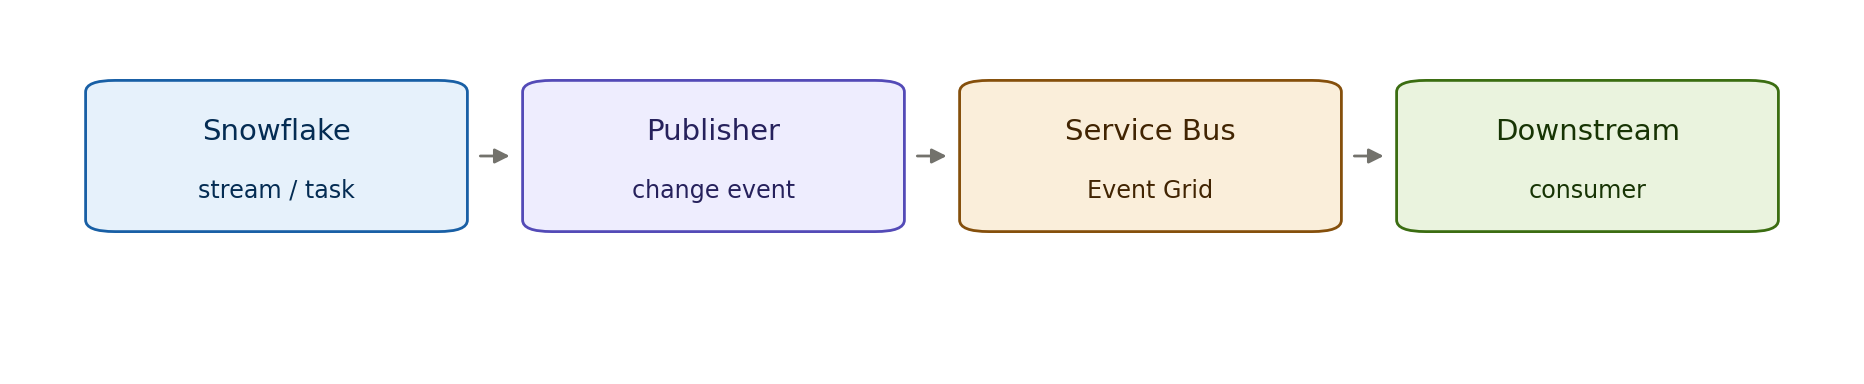 Snowflake
stream / task
Publisher
change event
Service Bus
Event Grid
Downstream
consumer